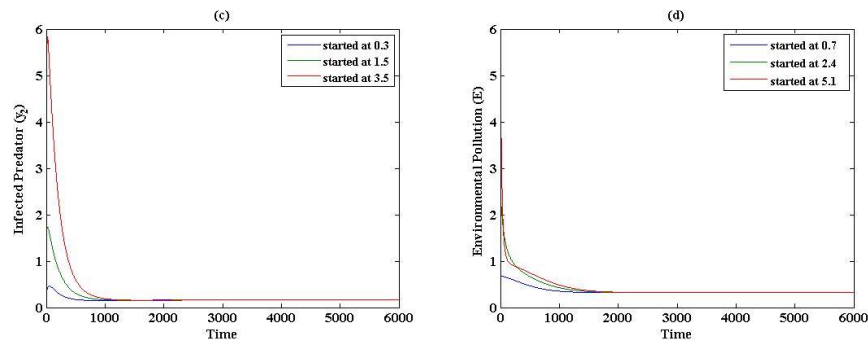 (c)
6
5
4
3
2
1
0
0 1000 2000 3000 4000 5000 6000
Time
Infected Predator (y2)
started at 0.3
started at 1.5
started at 3.5
(d)
6
5
4
3
2
1
0
0 1000 2000 3000 4000 5000 6000
Time
Environmental Pollution (E)
started at 0.7
started at 2.4
started at 5.1